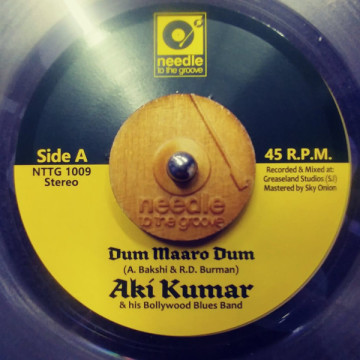 needle
to the groove
Side A
NTTG 1009
Stereo
45 R.P.M.
Recorded & Mixed at:
Greaseland Studios (SJ)
Mastered by Sky Onion
needle
to the groove
Dum Maaro Dum
(A. Bakshi & R.D. Burman)
Aki Kumar
& his Bollywood Blues Band